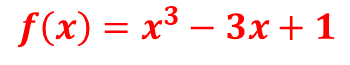 f(x) = x³ − 3x + 1